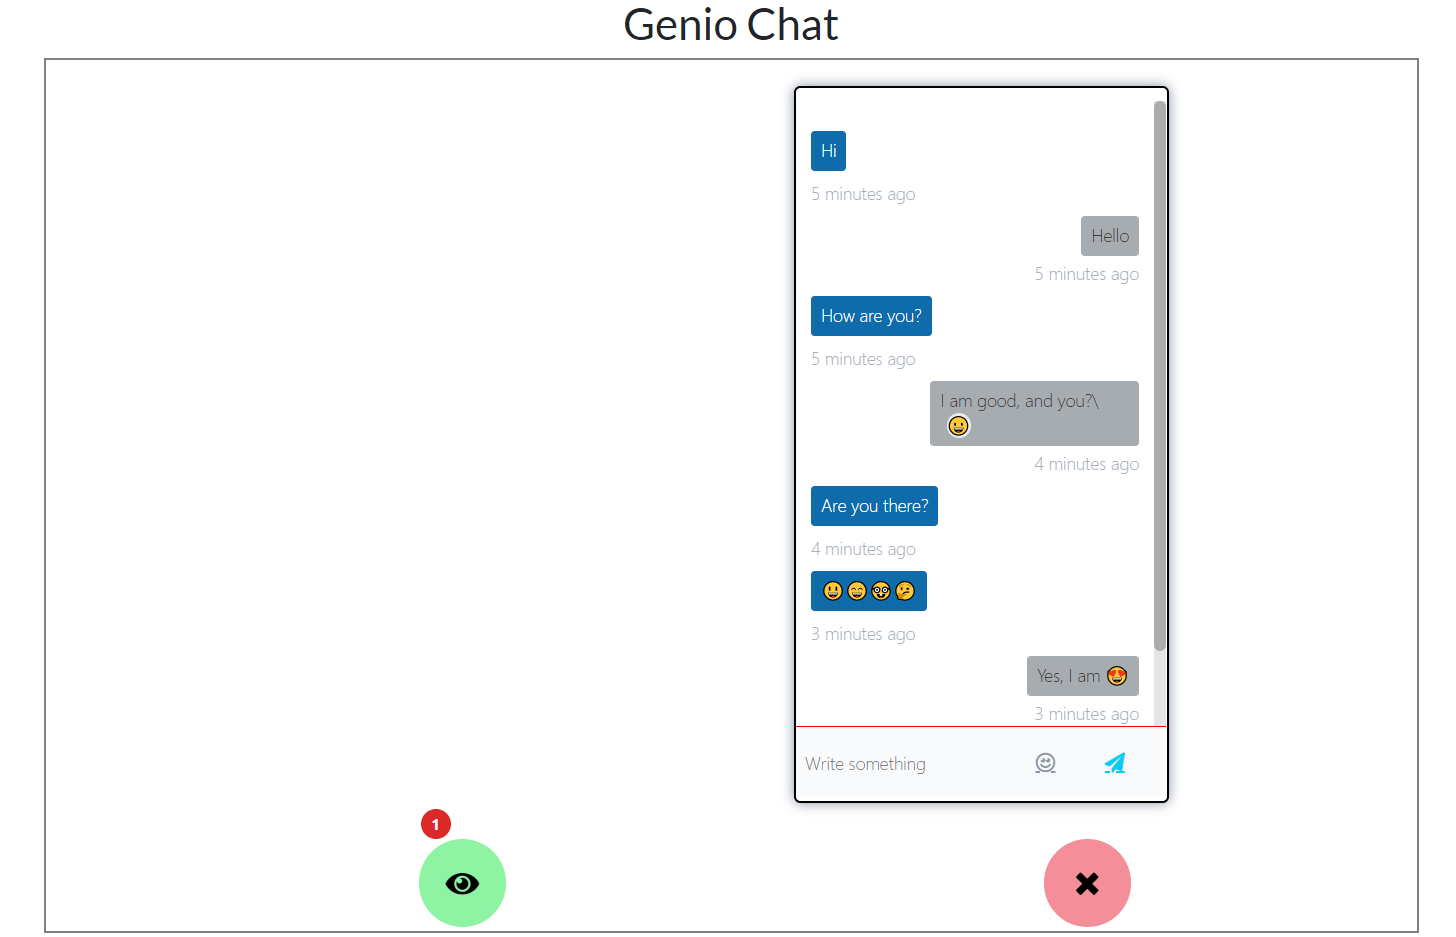 Genio Chat
Hi
5 minutes ago
Hello
5 minutes ago
How are you?
5 minutes ago
I am good, and you?\
😀
4 minutes ago
Are you there?
4 minutes ago
😃😄🤓🤔
3 minutes ago
Yes, I am 😍
3 minutes ago
Write something
1